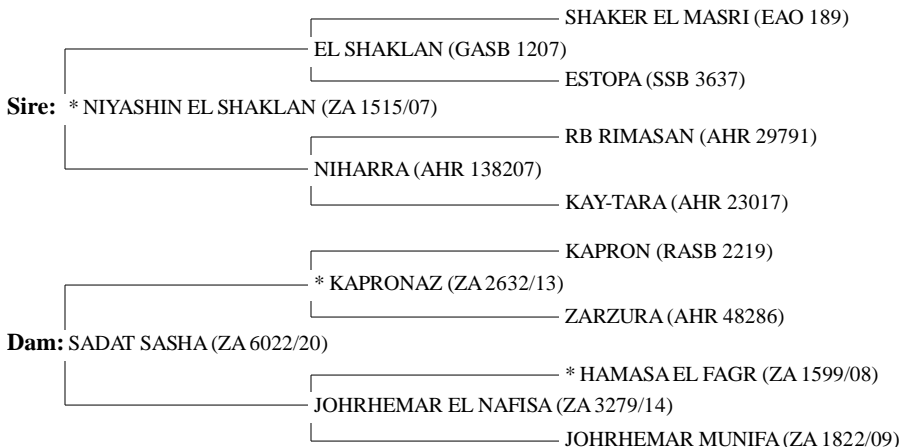 SHAKER EL MASRI (EAO 189)
EL SHAKLAN (GASB 1207)
ESTOPA (SSB 3637)
Sire: * NIYASHIN EL SHAKLAN (ZA 1515/07)
RB RIMASAN (AHR 29791)
NIHARRA (AHR 138207)
KAY-TARA (AHR 23017)
KAPRON (RASB 2219)
* KAPRONAZ (ZA 2632/13)
ZARZURA (AHR 48286)
Dam: SADAT SASHA (ZA 6022/20)
* HAMASA EL FAGR (ZA 1599/08)
JOHRHEMAR EL NAFISA (ZA 3279/14)
JOHRHEMAR MUNIFA (ZA 1822/09)